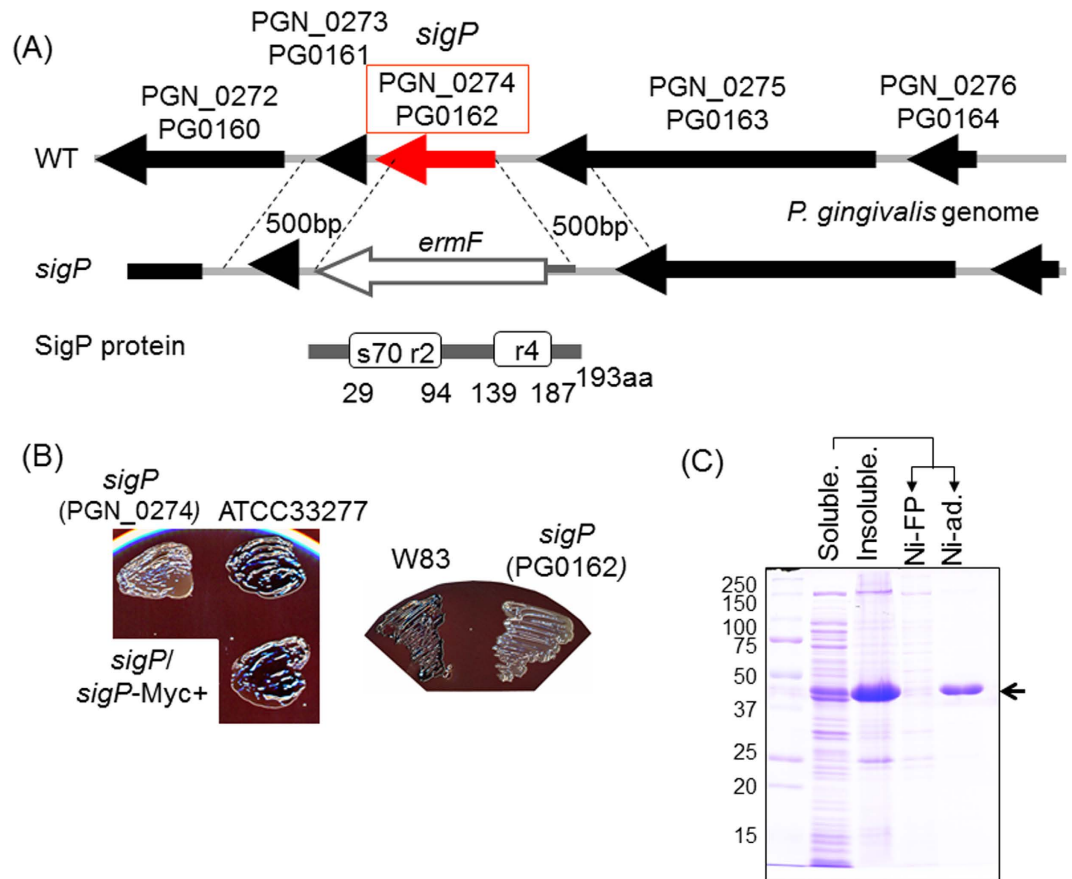 (A)
PGN_0273
PG0161
sigP
PGN_0272
PG0160
PGN_0274
PG0162
PGN_0275
PG0163
PGN_0276
PG0164
WT
500bp
500bp
P. gingivalis genome
sigP
ermF
SigP protein
s70 r2
r4
29
94
139
187
193aa
(B)
sigP
(PGN_0274)
ATCC33277
sigP/
sigP-Myc+
W83
sigP
(PG0162)
(C)
Soluble.
Insoluble.
Ni-FP
Ni-ad.
250
150
100
75
50
37
25
20
15